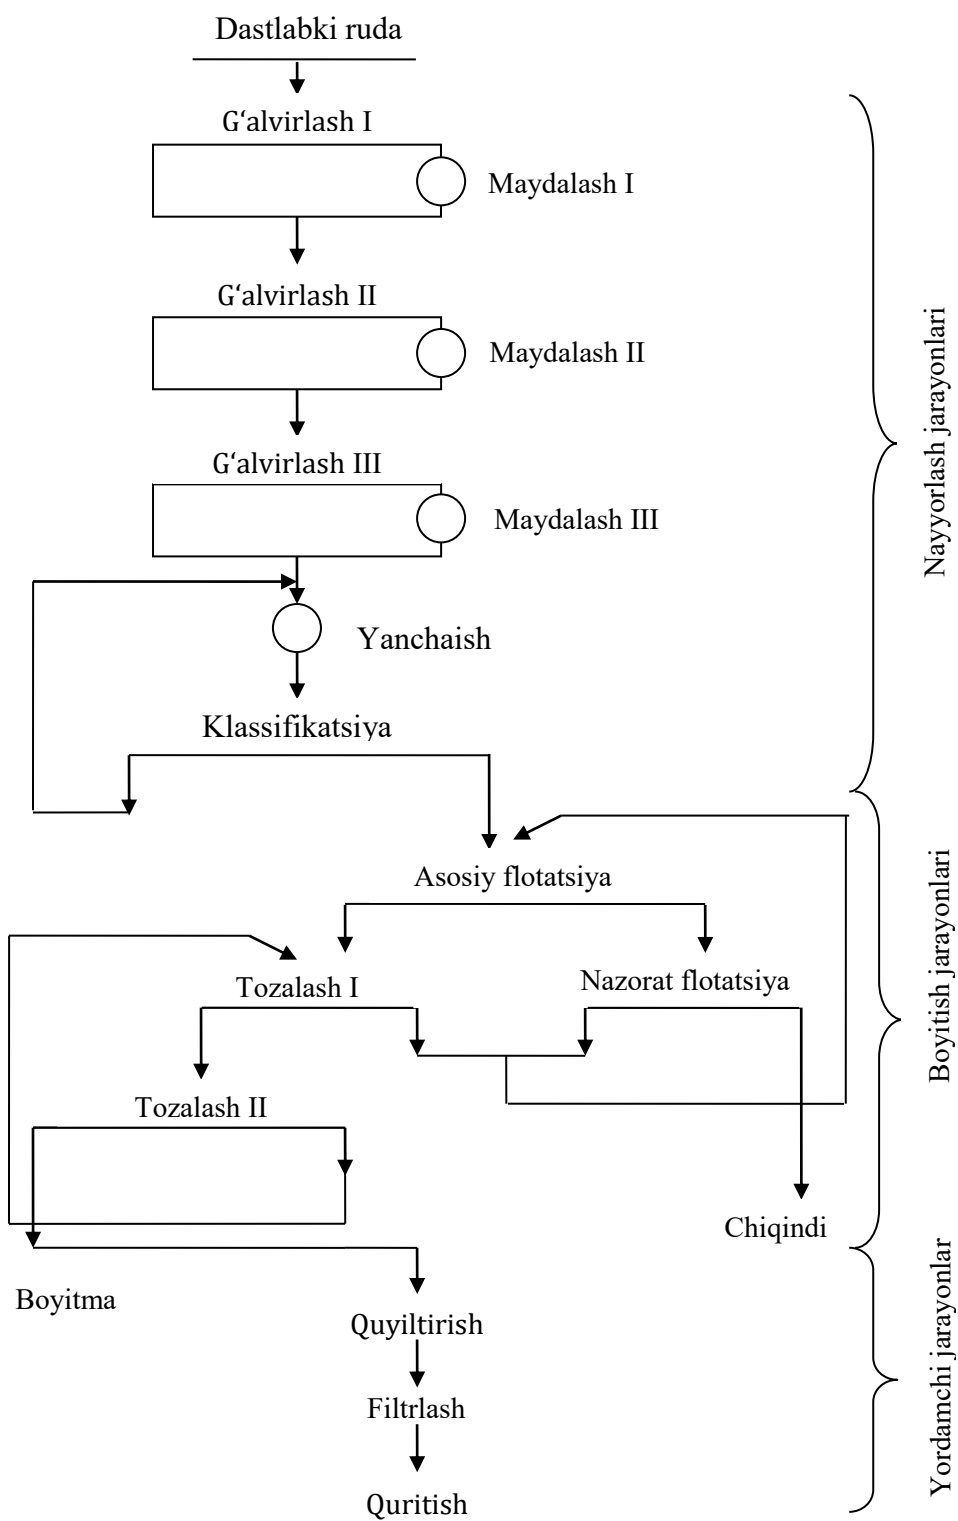 Dastlabki ruda
G‘alvirlash I
Maydalash I
G‘alvirlash II
Maydalash II
G‘alvirlash III
Maydalash III
Yanchaish
Klassifikatsiya
Nayyorlash jarayonlari
Asosiy flotatsiya
Tozalash I
Nazorat flotatsiya
Tozalash II
Chiqindi
Boyitish jarayonlari
Boyitma
Quyiltirish
Filtrlash
Quritish
Yordamchi jarayonlar